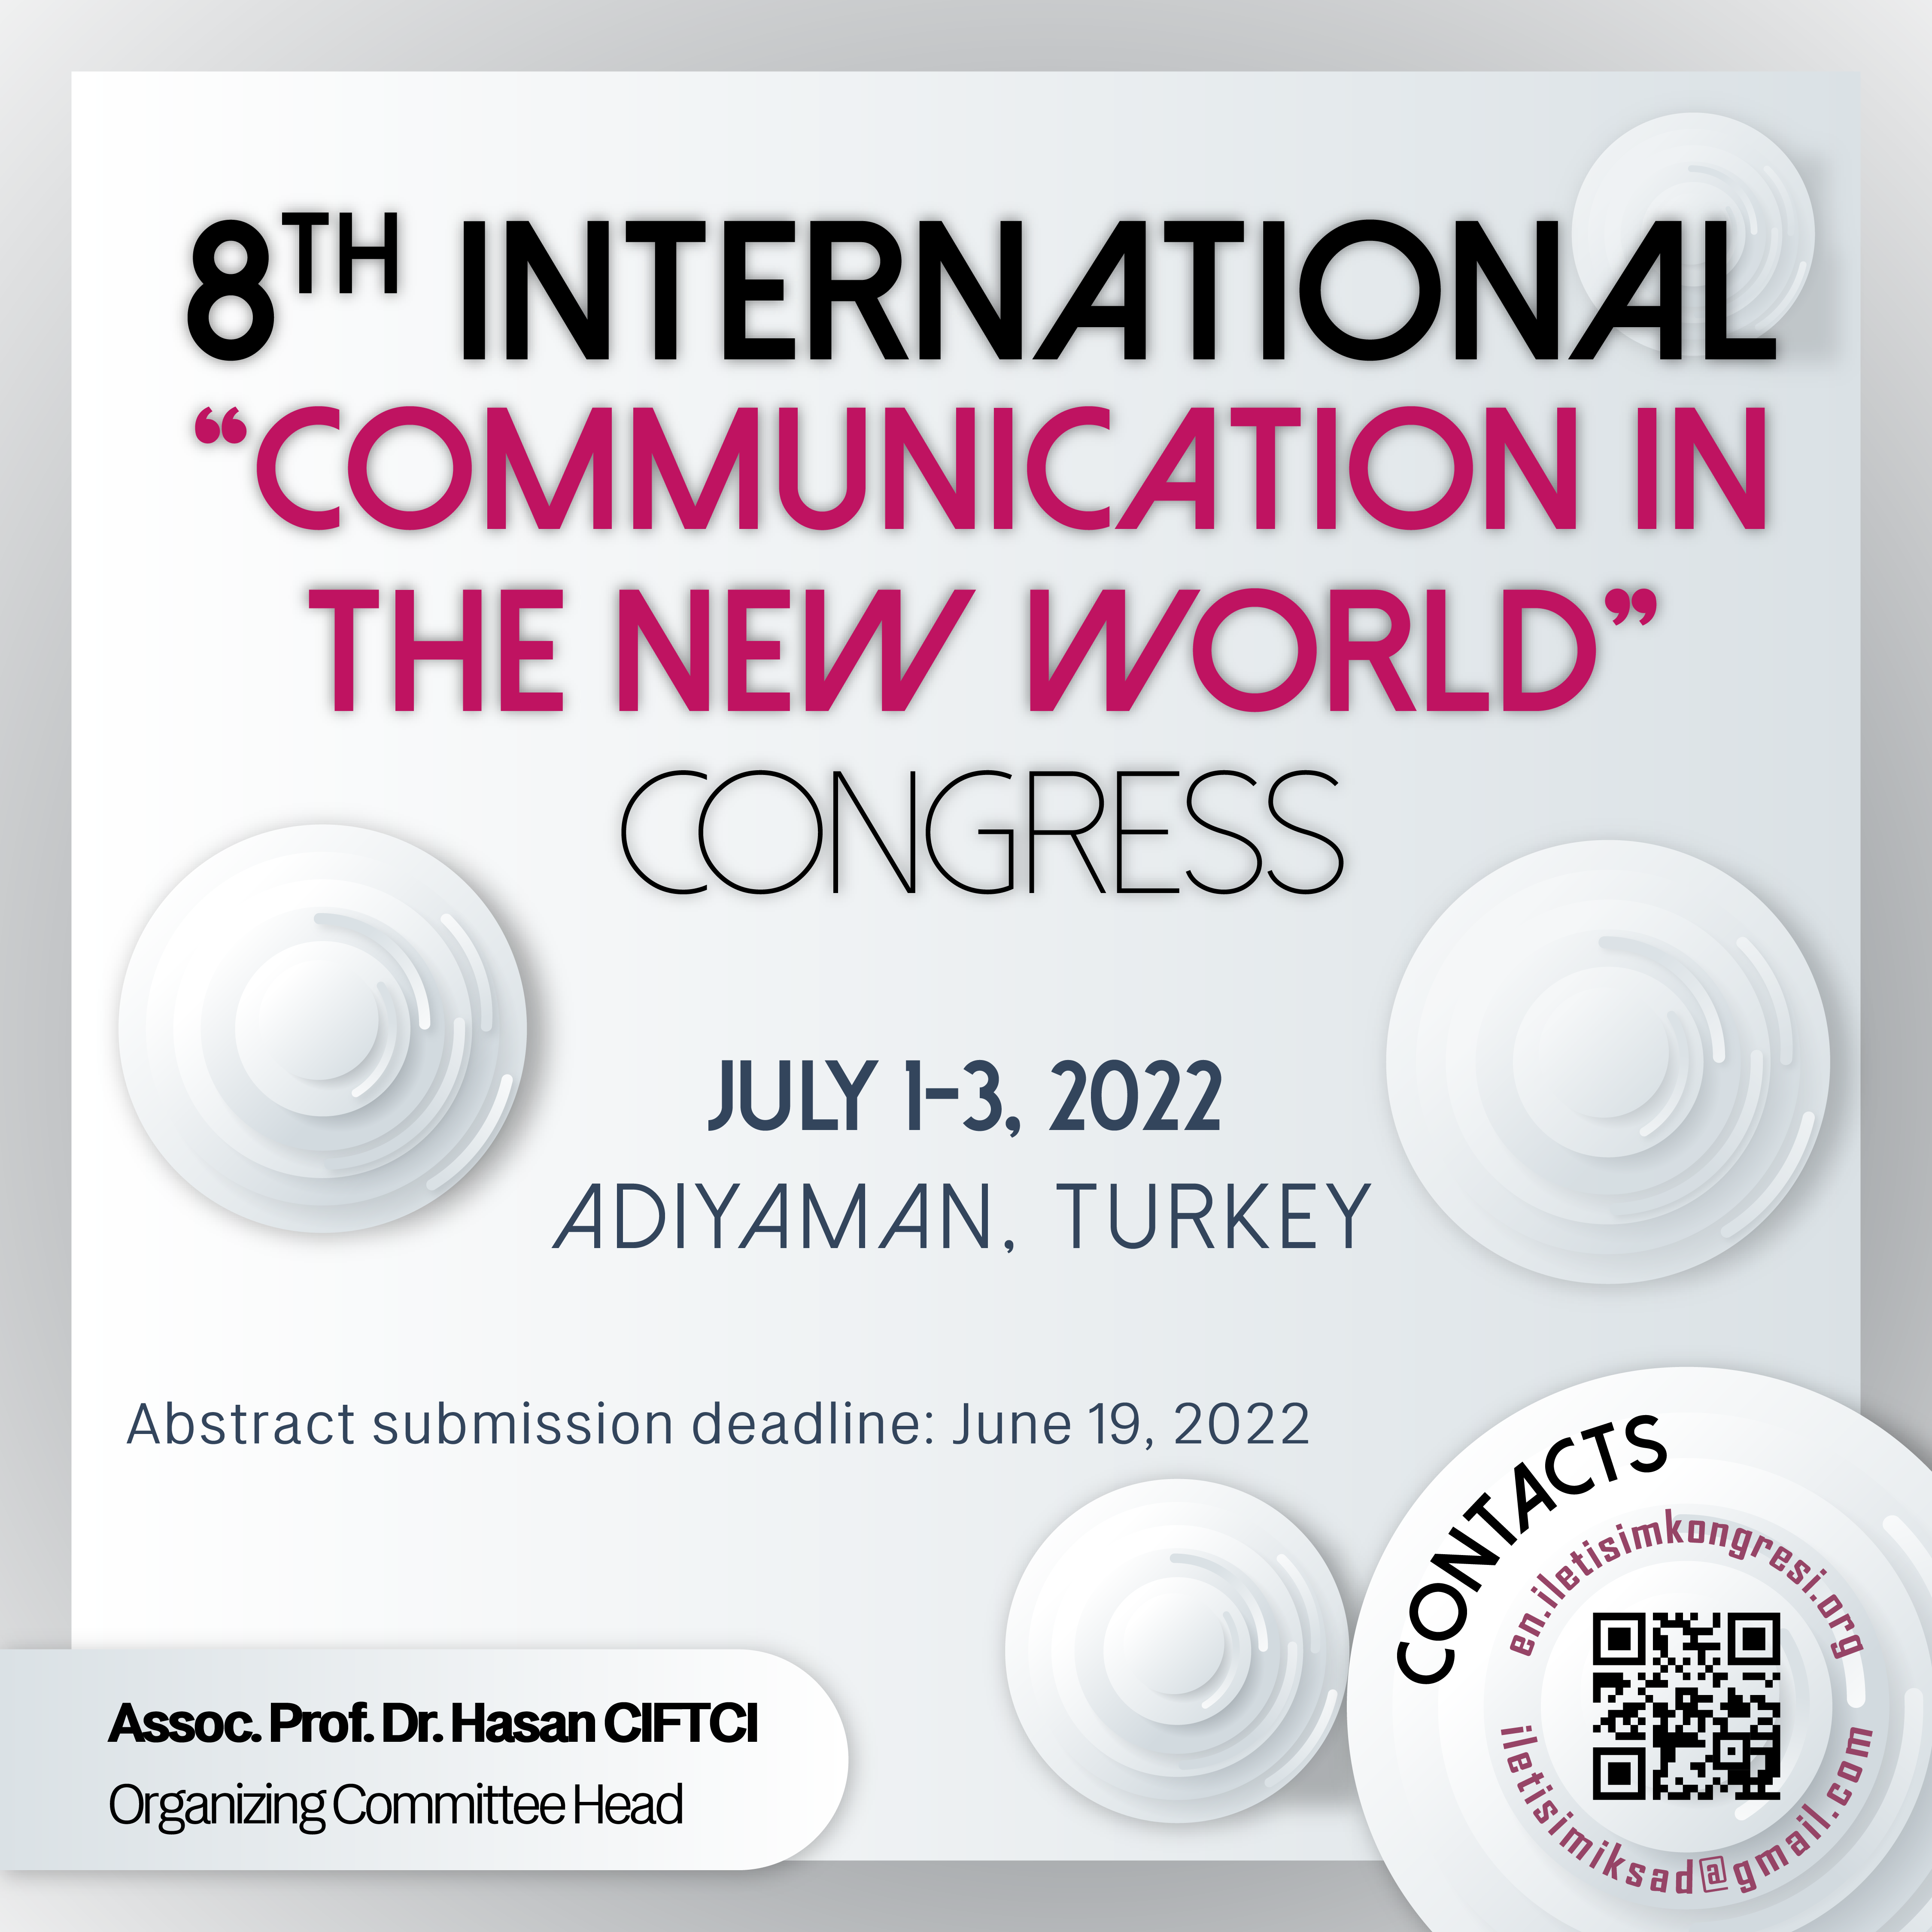 8TH INTERNATIONAL
“COMMUNICATION IN
THE NEW WORLD”
CONGRESS
JULY 1-3, 2022
ADIYAMAN, TURKEY
Abstract submission deadline: June 19, 2022
Assoc. Prof. Dr. Hasan CIFTCI
Organizing Committee Head
CONTACTS
en.iletisimkongresi.org
iletisimiksad@gmail.com